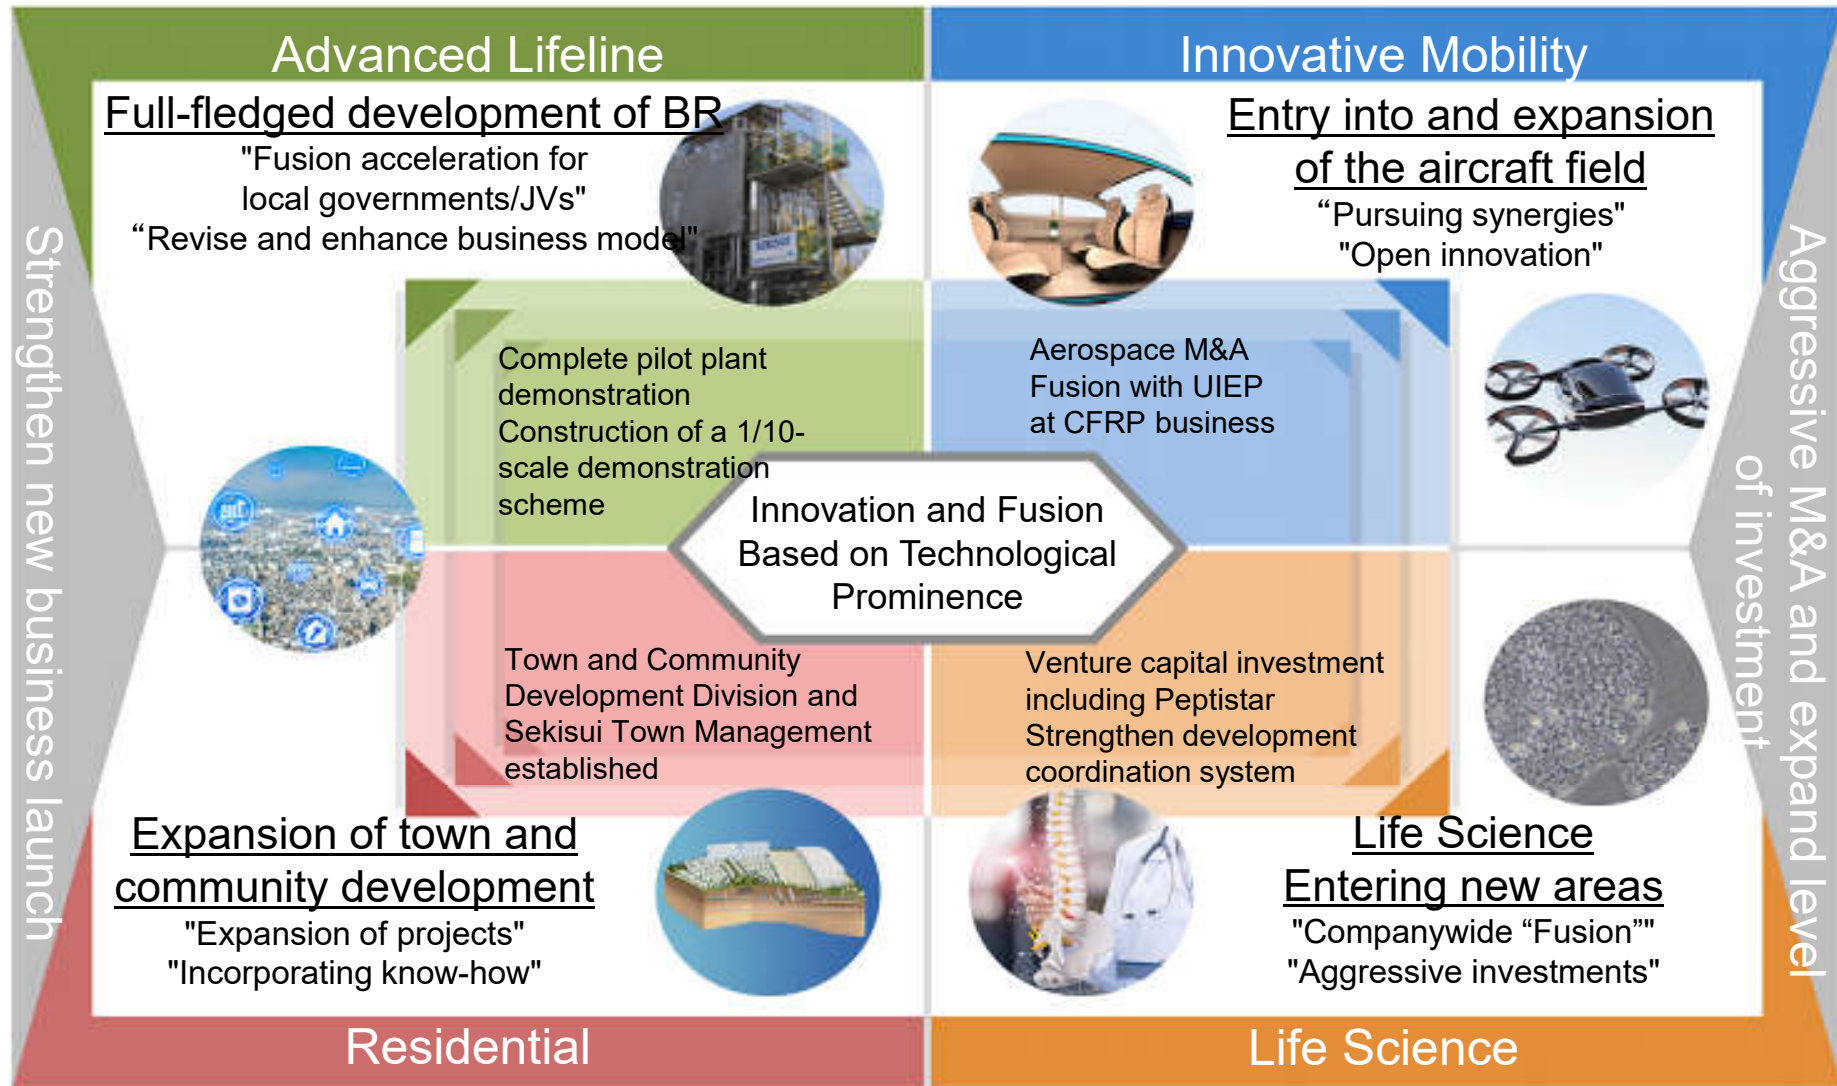 Advanced Lifeline
Innovative Mobility
Full-fledged development of BR
"Fusion acceleration for
local governments/JVs"
“Revise and enhance business model"
Entry into and expansion
of the aircraft field
“Pursuing synergies"
"Open innovation"
Strengthen new business launch
Aggressive M&A and expand level
of investment
Complete pilot plant
demonstration
Construction of a 1/10-
scale demonstration
scheme
Aerospace M&A
Fusion with UIEP
at CFRP business
Innovation and Fusion
Based on Technological
Prominence
Town and Community
Development Division and
Sekisui Town Management
established
Venture capital investment
including Peptistar
Strengthen development
coordination system
Expansion of town and
community development
"Expansion of projects"
"Incorporating know-how"
Life Science
Entering new areas
"Companywide “Fusion”"
"Aggressive investments"
Residential
Life Science